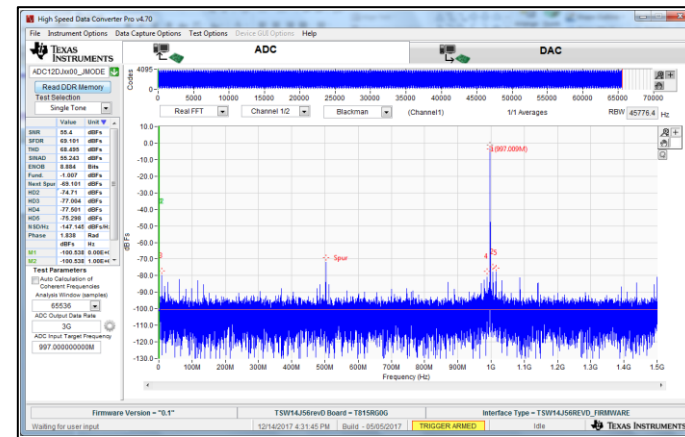 High Speed Data Converter Pro v4.70
File Instrument Options Data Capture Options Test Options Device GUI Options Help
TEXAS INSTRUMENTS
ADC
DAC
ADC12DJxx00_JMODE
Read DDR Memory
Test Selection
Single Tone
Value Unit
SNR 55.4 dBFs
SFDR 69.101 dBFs
THD 68.495 dBFs
SINAD 55.243 dBFs
ENOB 8.884 Bits
Fund. -1.007 dBFs
Next Spur -69.101 dBFs
HD2 -74.71 dBFs
HD3 -77.004 dBFs
HD4 -77.501 dBFs
HD5 -75.298 dBFs
NSD/Hz -147.145 dBFs/H
Phase 1.838 Rad
dBFs Hz
M1 -100.538 0.00E+(
M2 -100.538 1.00E+(
Test Parameters
Auto Calculation of
Coherent Frequencies
Analysis Window (samples)
65536
ADC Output Data Rate
3G
ADC Input Target Frequency
997.000000000M
Codes
4095
0
0 5000 10000 15000 20000 25000 30000 35000 40000 45000 50000 55000 60000 65000 70000
Real FFT Channel 1/2 Blackman (Channel1) 1/1 Averages RBW 45776.4 Hz
dBFs
10.0
0.0
-10.0
-20.0
-30.0
-40.0
-50.0
-60.0
-70.0
-80.0
-90.0
-100.0
-110.0
-120.0
-130.0
1(997.009M)
Spur
0 100M 200M 300M 400M 500M 600M 700M 800M 900M 1G 1.1G 1.2G 1.3G 1.4G 1.5G
Frequency (Hz)
Firmware Version = "0.1" TSW14J56revD Board = T815RG0G Interface Type = TSW14J56REVD_FIRMWARE
Waiting for user input 12/14/2017 4:31:45 PM Build - 05/05/2017 TRIGGER ARMED Idle TEXAS INSTRUMENTS